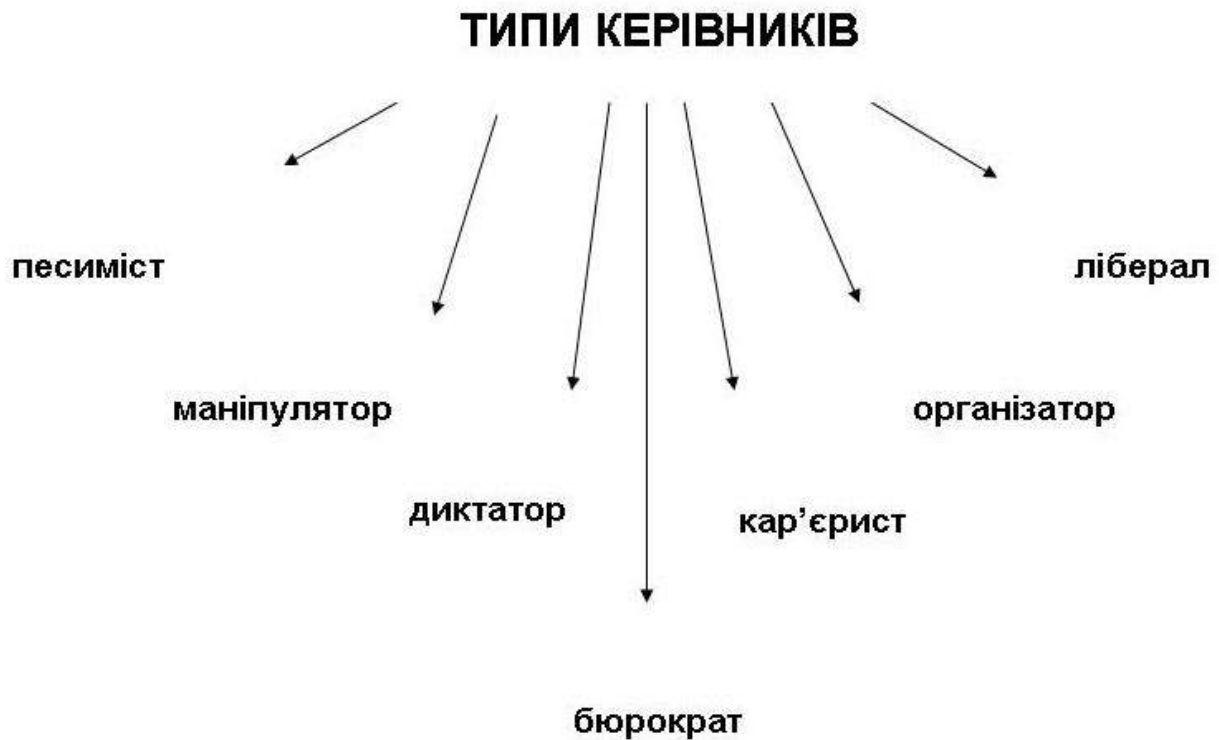 ТИПИ КЕРІВНИКІВ
песиміст
ліберал
маніпулятор
організатор
диктатор
кар’єрист
бюрократ